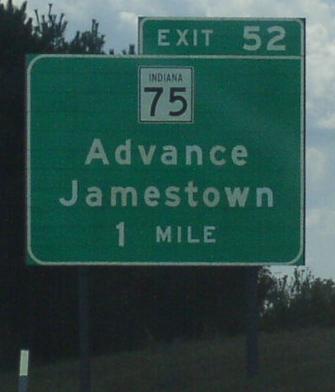 EXIT 52
INDIANA
75
Advance
Jamestown
1 MILE